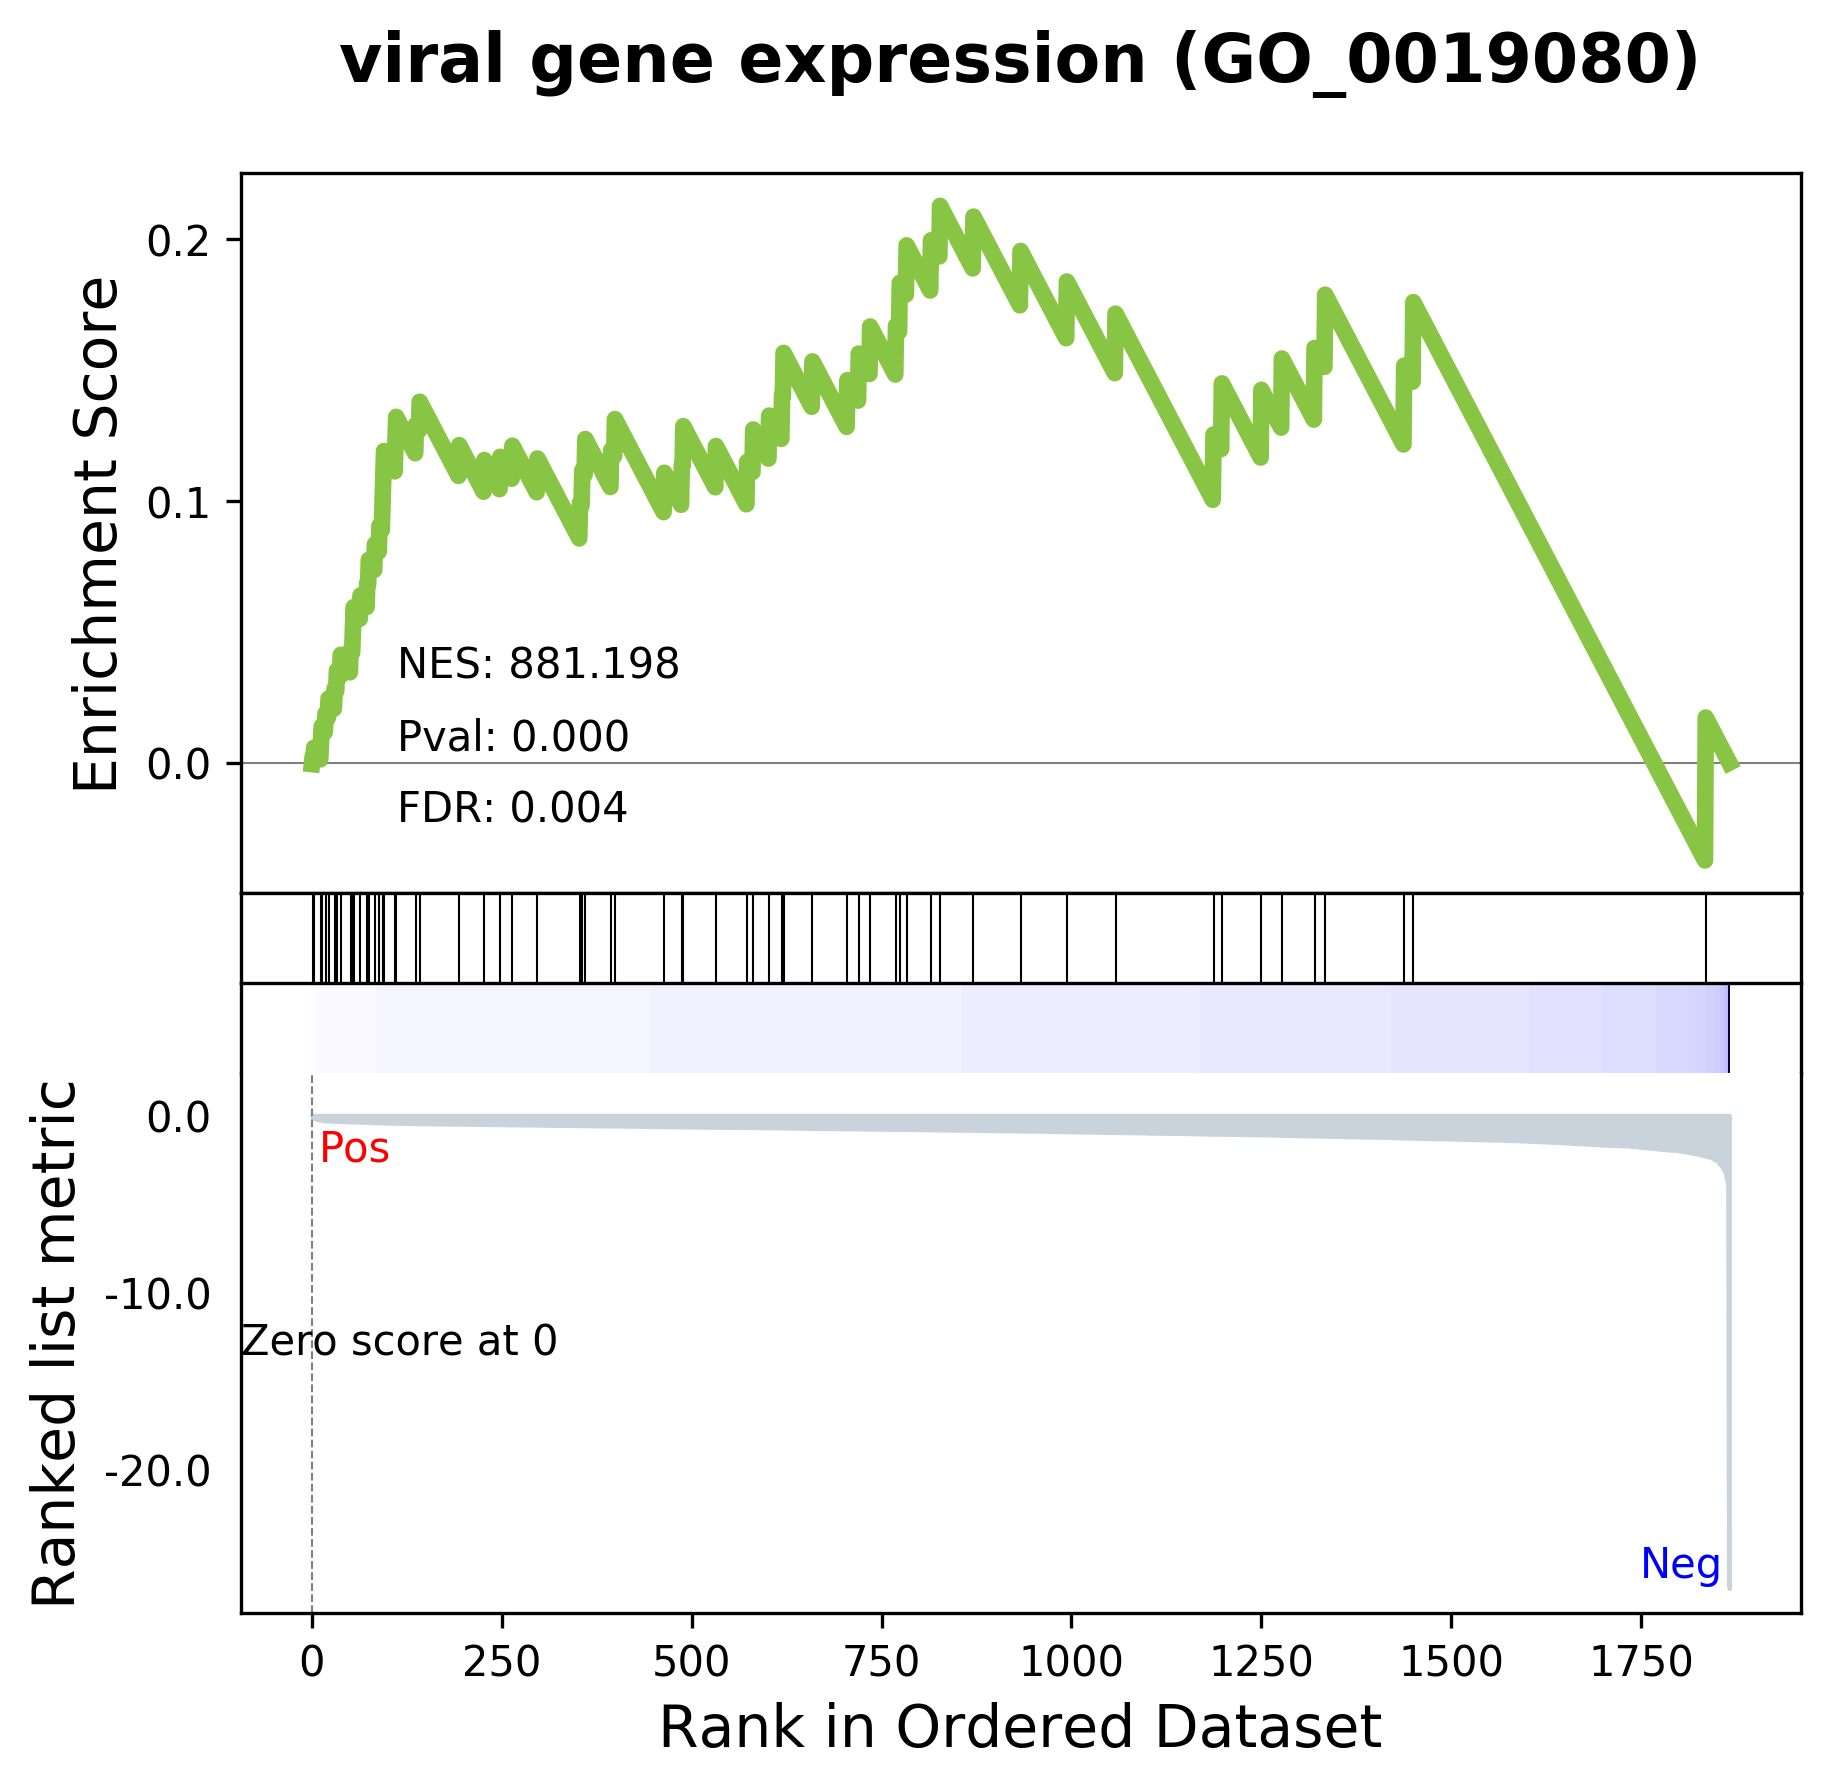 viral gene expression (GO_0019080)
Enrichment Score
0.2
0.1
0.0
NES: 881.198
Pval: 0.000
FDR: 0.004
Ranked list metric
0.0
-10.0
-20.0
Pos
Zero score at 0
Neg
0 250 500 750 1000 1250 1500 1750
Rank in Ordered Dataset